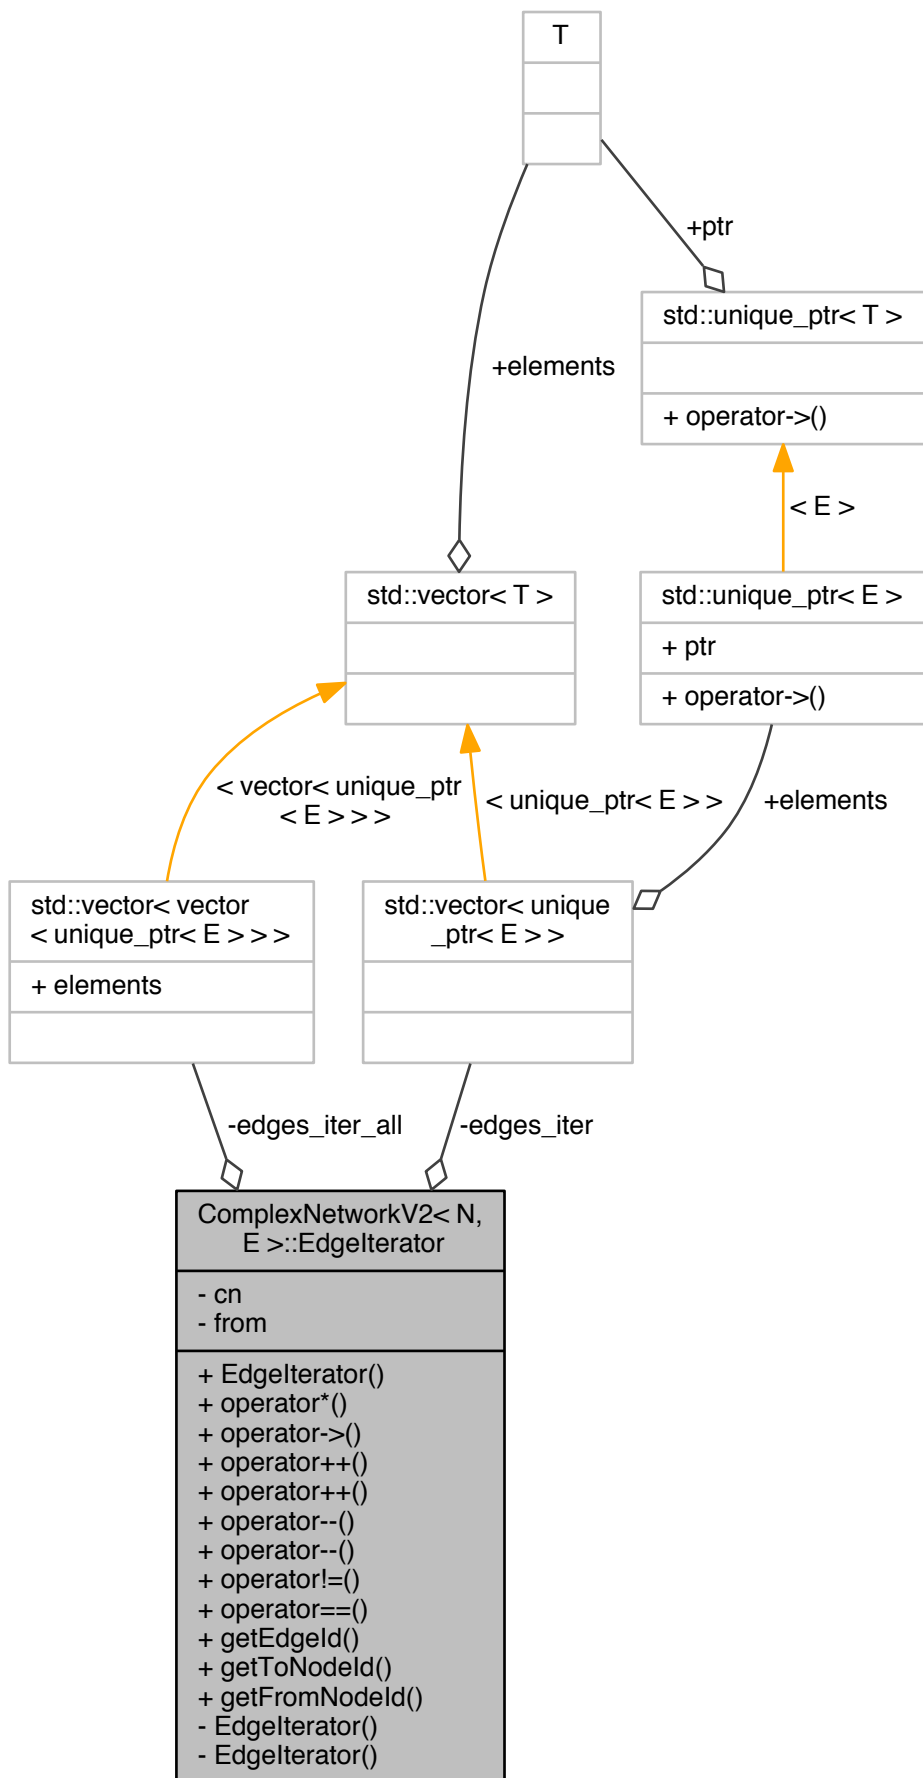 T
+ptr
std::unique_ptr< T >
+ operator->()
+elements
< E >
std::vector< T >
std::unique_ptr< E >
+ ptr
+ operator->()
< vector< unique_ptr
< E > > >
< unique_ptr< E > >
+elements
std::vector< vector
< unique_ptr< E > > >
+ elements
std::vector< unique
_ptr< E > >
-edges_iter_all
-edges_iter
ComplexNetworkV2< N,
E >::EdgeIterator
- cn
- from
+ EdgeIterator()
+ operator*()
+ operator->()
+ operator++()
+ operator++()
+ operator--()
+ operator--()
+ operator!=()
+ operator==()
+ getEdgeId()
+ getToNodeId()
+ getFromNodeId()
- EdgeIterator()
- EdgeIterator()